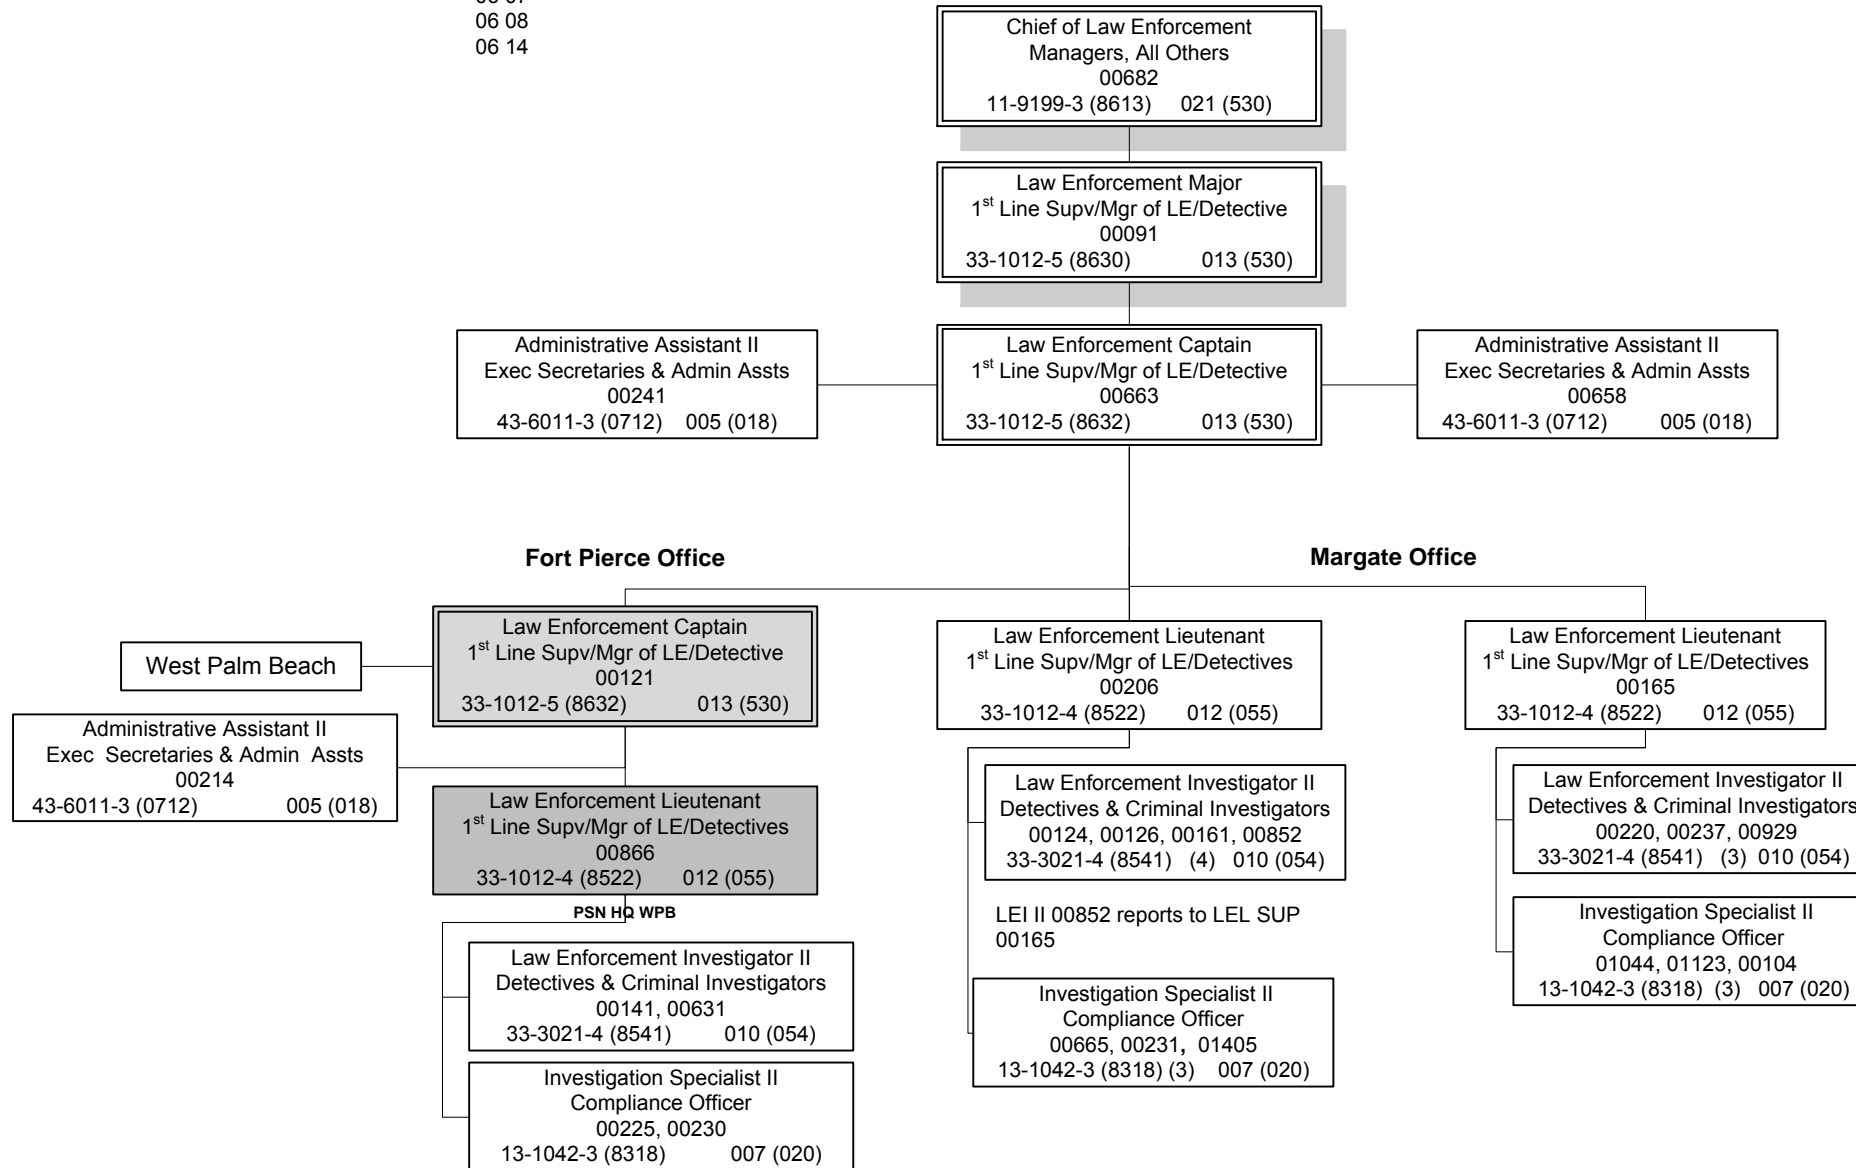 06 08
06 14
Chief of Law Enforcement
Managers, All Others
00682
11-9199-3 (8613) 021 (530)
Law Enforcement Major
1st Line Supv/Mgr of LE/Detective
00091
33-1012-5 (8630) 013 (530)
Administrative Assistant II
Exec Secretaries & Admin Assts
00241
43-6011-3 (0712) 005 (018)
Law Enforcement Captain
1st Line Supv/Mgr of LE/Detective
00663
33-1012-5 (8632) 013 (530)
Administrative Assistant II
Exec Secretaries & Admin Assts
00658
43-6011-3 (0712) 005 (018)
Fort Pierce Office
Margate Office
West Palm Beach
Law Enforcement Captain
1st Line Supv/Mgr of LE/Detective
00121
33-1012-5 (8632) 013 (530)
Administrative Assistant II
Exec Secretaries & Admin Assts
00214
43-6011-3 (0712) 005 (018)
Law Enforcement Lieutenant
1st Line Supv/Mgr of LE/Detectives
00866
33-1012-4 (8522) 012 (055)
PSN HQ WPB
Law Enforcement Investigator II
Detectives & Criminal Investigators
00141, 00631
33-3021-4 (8541) 010 (054)
Investigation Specialist II
Compliance Officer
00225, 00230
13-1042-3 (8318) 007 (020)
Law Enforcement Lieutenant
1st Line Supv/Mgr of LE/Detectives
00206
33-1012-4 (8522) 012 (055)
Law Enforcement Investigator II
Detectives & Criminal Investigators
00124, 00126, 00161, 00852
33-3021-4 (8541) (4) 010 (054)
LEI II 00852 reports to LEL SUP
00165
Investigation Specialist II
Compliance Officer
00665, 00231, 01405
13-1042-3 (8318) (3) 007 (020)
Law Enforcement Lieutenant
1st Line Supv/Mgr of LE/Detectives
00165
33-1012-4 (8522) 012 (055)
Law Enforcement Investigator II
Detectives & Criminal Investigators
00220, 00237, 00929
33-3021-4 (8541) (3) 010 (054)
Investigation Specialist II
Compliance Officer
01044, 01123, 00104
13-1042-3 (8318) (3) 007 (020)